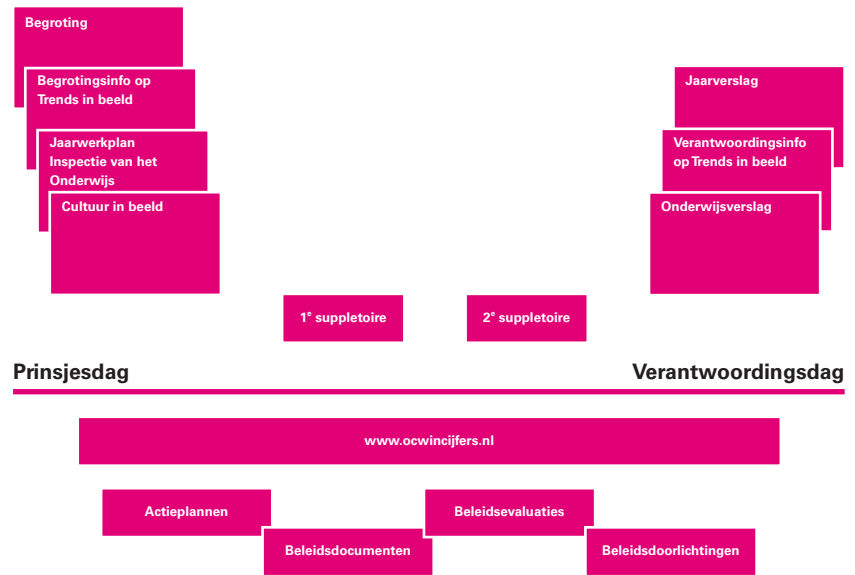 Begroting
Begrotingsinfo op
Trends in beeld
Jaarwerkplan
Inspectie van het
Onderwijs
Cultuur in beeld
Jaarverslag
Verantwoordingsinfo
op Trends in beeld
Onderwijsverslag
1e suppletoire
2e suppletoire
Prinsjesdag
Verantwoordingsdag
www.ocwincijfers.nl
Actieplannen
Beleidsdocumenten
Beleidsevaluaties
Beleidsdoorlichtingen